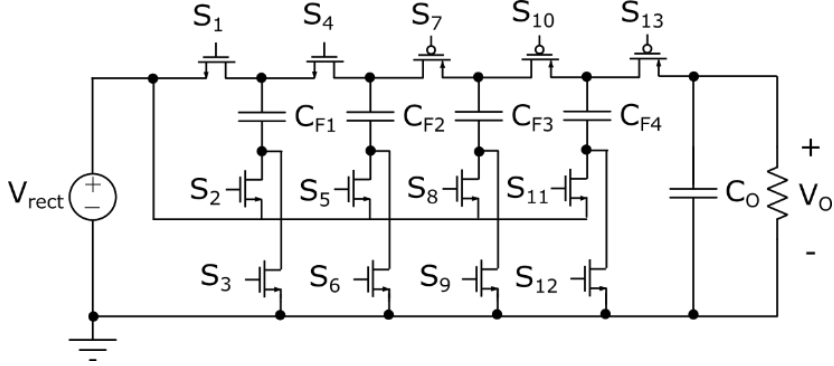 S1 S4 S7 S10 S13
CF1 CF2 CF3 CF4
S2 S5 S8 S11
Vrect + − CO + VO -
S3 S6 S9 S12